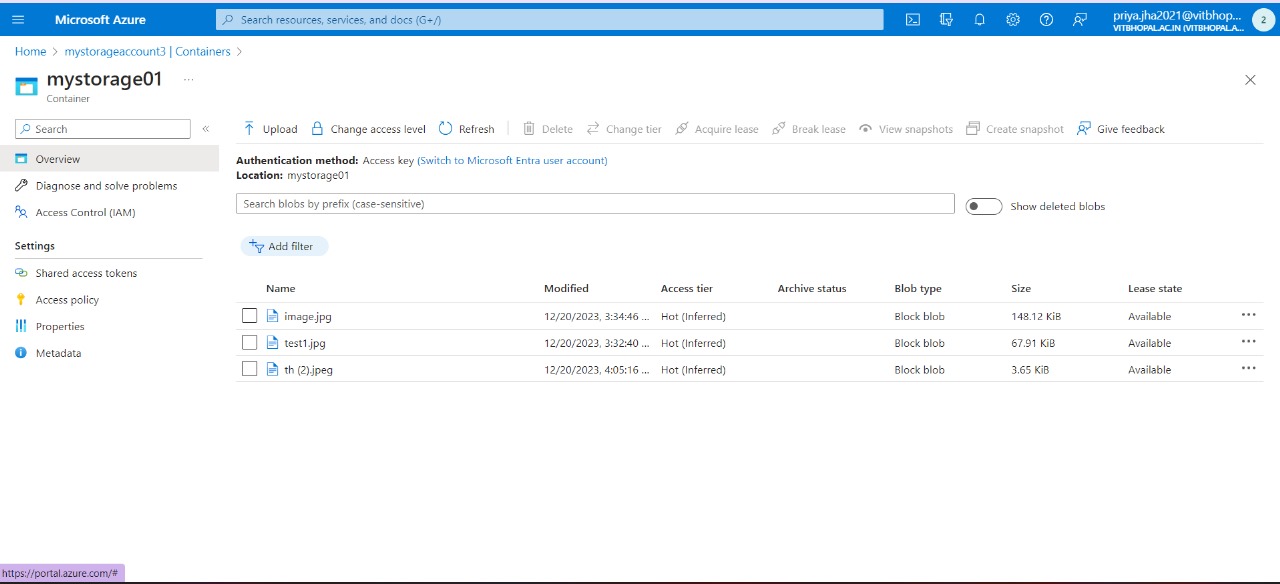 Microsoft Azure
Search resources, services, and docs (G+/)
priya.jha2021@vitbhop...
VITBHOPAL.AC.IN (VITBHOPAL.A...
2
Home > mystorageaccount3 | Containers >
mystorage01 ...
Container
Search «
Overview
Diagnose and solve problems
Access Control (IAM)
Settings
Shared access tokens
Access policy
Properties
Metadata
Upload Change access level Refresh Delete Change tier Acquire lease Break lease View snapshots Create snapshot Give feedback
Authentication method: Access key (Switch to Microsoft Entra user account)
Location: mystorage01
Search blobs by prefix (case-sensitive)
Show deleted blobs
Add filter
Name Modified Access tier Archive status Blob type Size Lease state
image.jpg 12/20/2023, 3:34:46 ... Hot (Inferred) Block blob 148.12 KiB Available ...
test1.jpg 12/20/2023, 3:32:40 ... Hot (Inferred) Block blob 67.91 KiB Available ...
th (2).jpeg 12/20/2023, 4:05:16 ... Hot (Inferred) Block blob 3.65 KiB Available ...
https://portal.azure.com/#